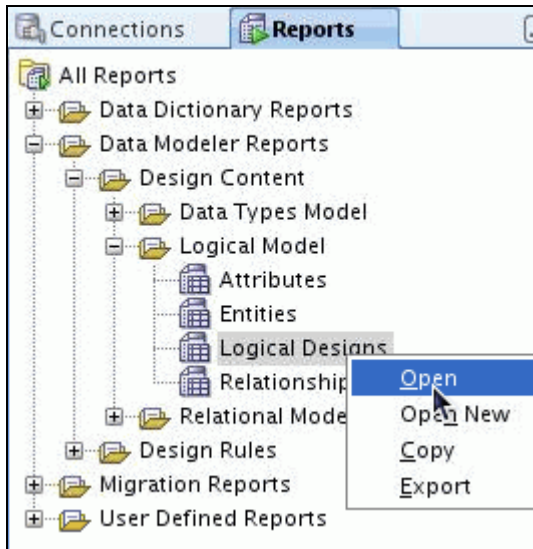 Connections Reports
All Reports
Data Dictionary Reports
Data Modeler Reports
Design Content
Data Types Model
Logical Model
Attributes
Entities
Logical Designs
Relationship
Open
Relational Mode
Open New
Design Rules
Copy
Migration Reports
Export
User Defined Reports